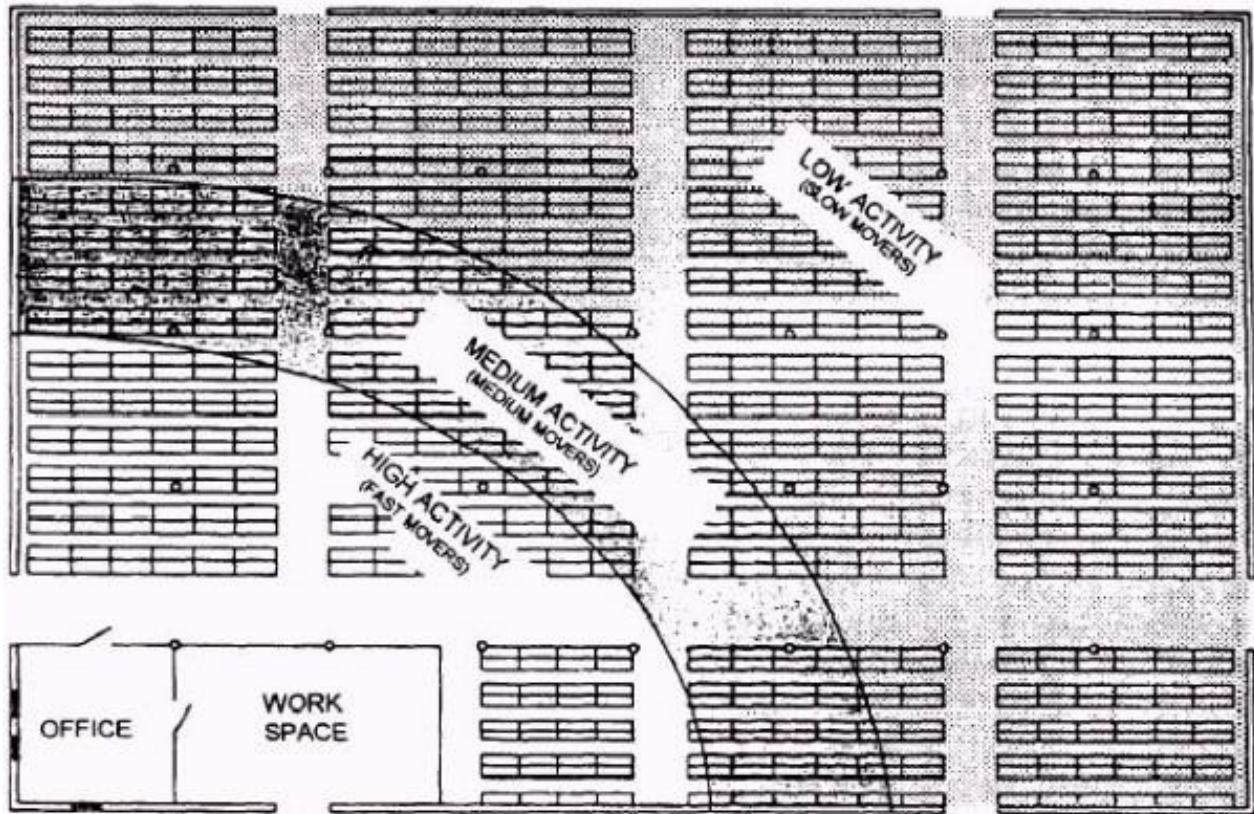 LOW ACTIVITY
(SLOW MOVERS)
MEDIUM ACTIVITY
(MEDIUM MOVERS)
HIGH ACTIVITY
(FAST MOVERS)
OFFICE
WORK
SPACE